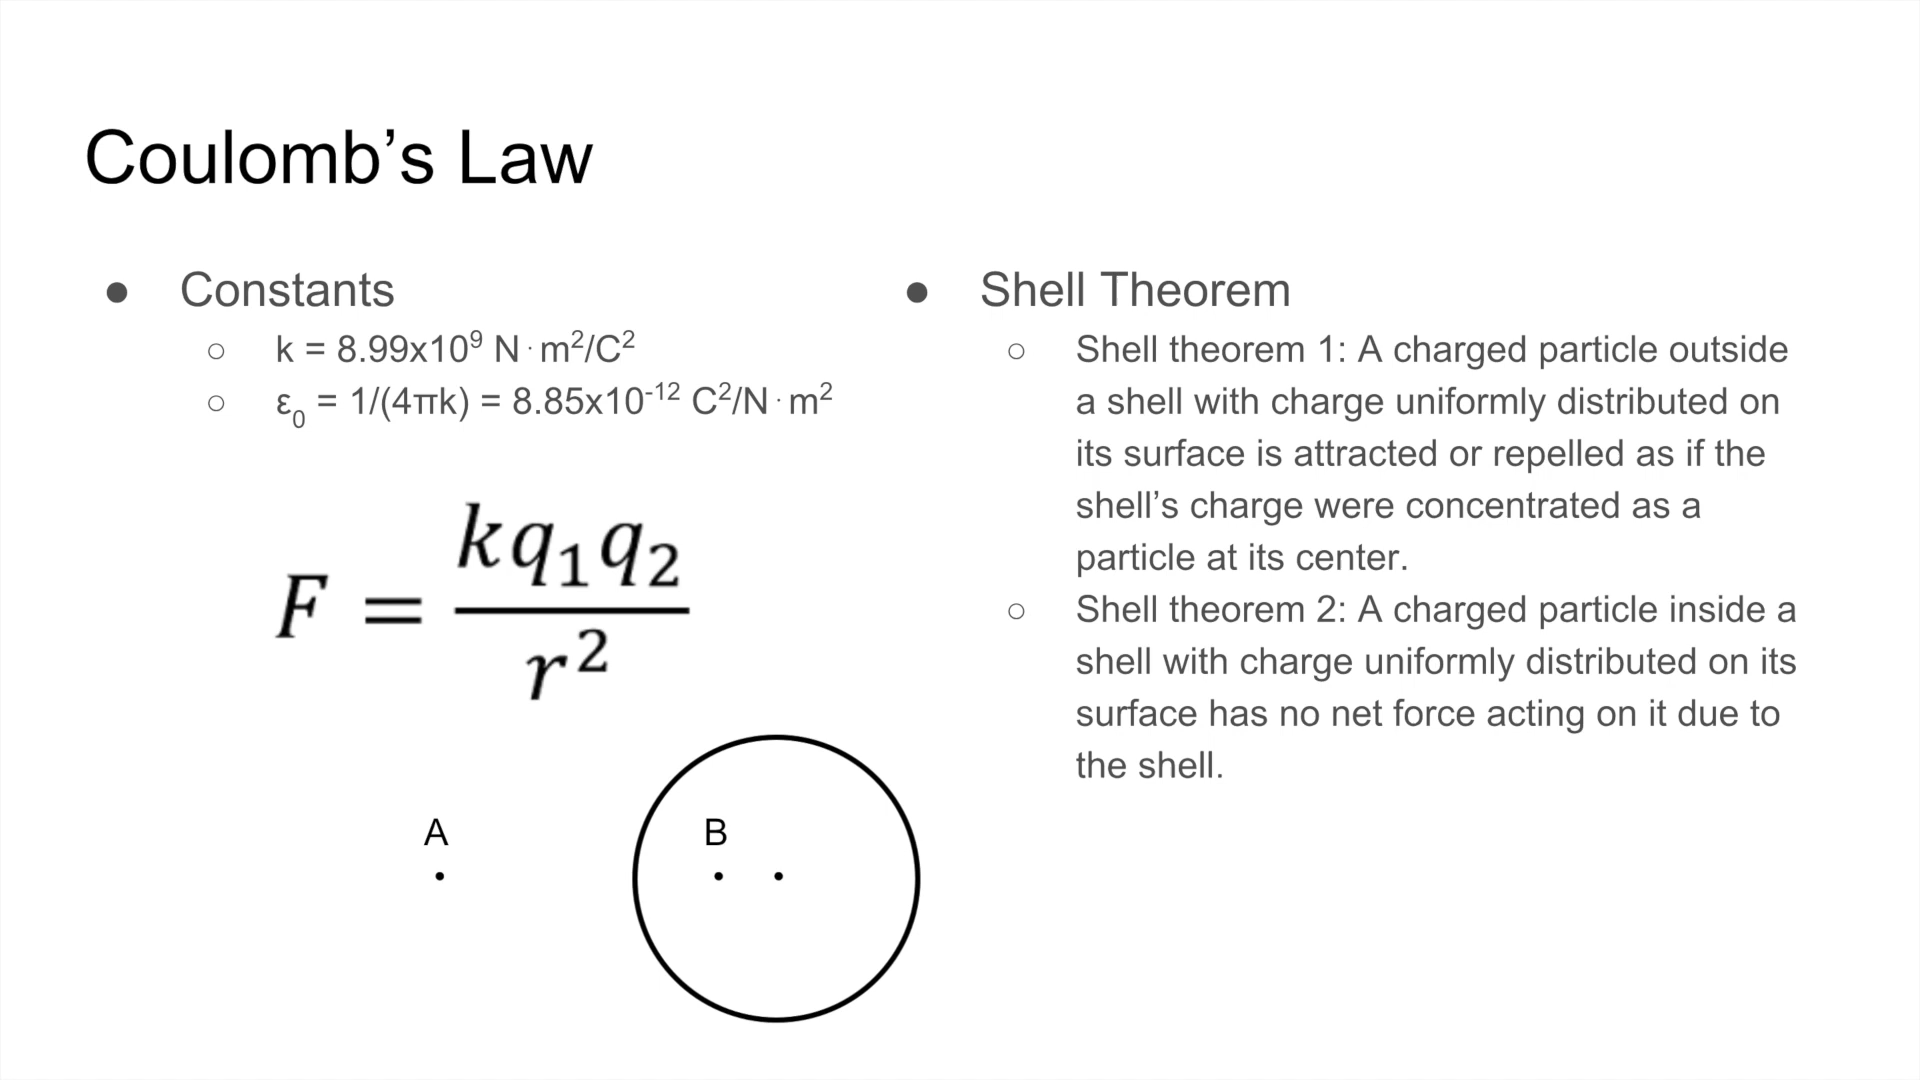 Coulomb’s Law
● Constants
○ k = 8.99x10⁹ N · m²/C²
○ ε₀ = 1/(4πk) = 8.85x10⁻¹² C²/N · m²
F = kq₁q₂ / r²
A
B
● Shell Theorem
○ Shell theorem 1: A charged particle outside
a shell with charge uniformly distributed on
its surface is attracted or repelled as if the
shell’s charge were concentrated as a
particle at its center.
○ Shell theorem 2: A charged particle inside a
shell with charge uniformly distributed on its
surface has no net force acting on it due to
the shell.